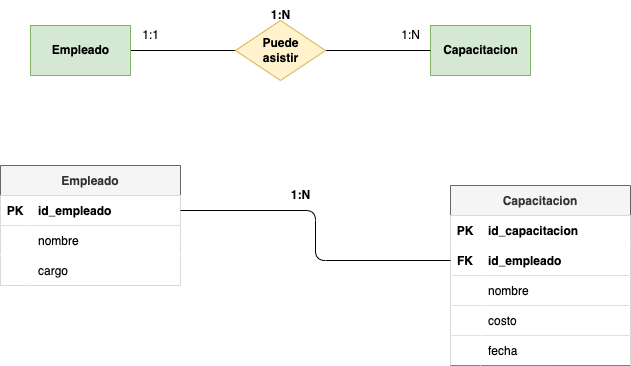 1:N
Empleado
1:1
Puede
asistir
1:N
Capacitacion
Empleado
PK id_empleado
nombre
cargo
1:N
Capacitacion
PK id_capacitacion
FK id_empleado
nombre
costo
fecha